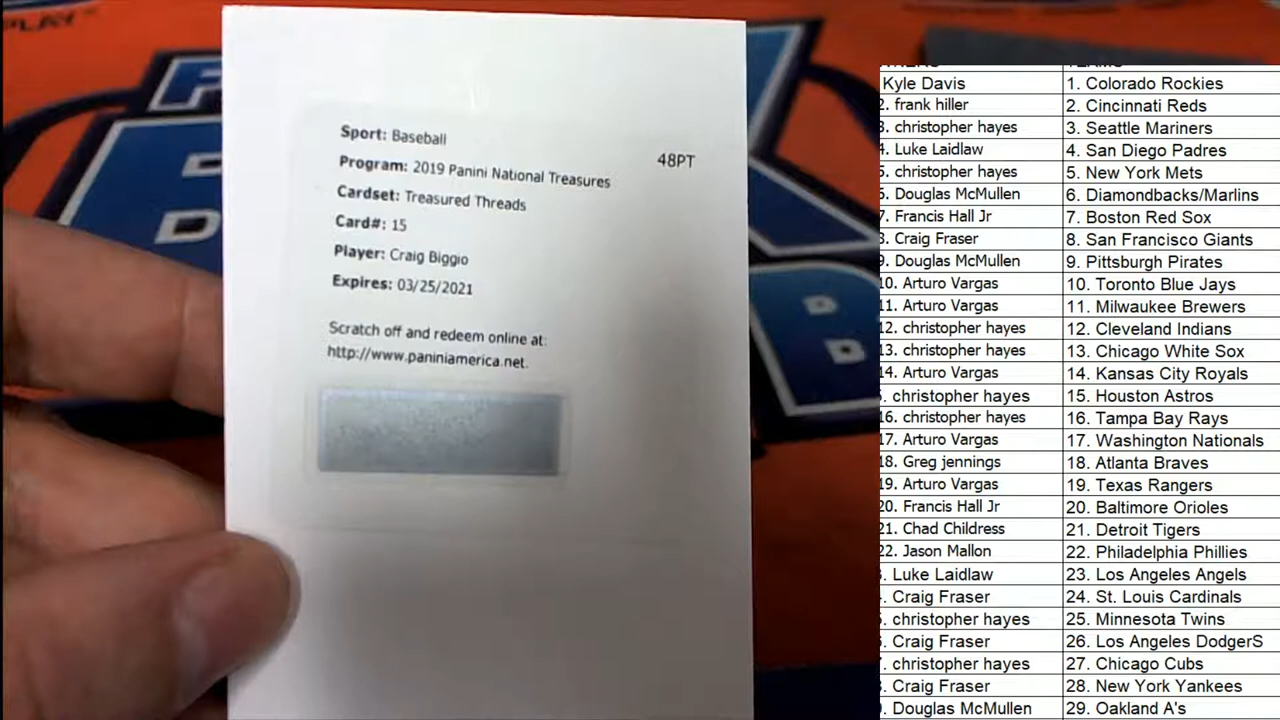 Sport: Baseball
48PT
Program: 2019 Panini National Treasures
Cardset: Treasured Threads
Card#: 15
Player: Craig Biggio
Expires: 03/25/2021
Scratch off and redeem online at:
http://www.paniniamerica.net.
Kyle Davis 1. Colorado Rockies
2. frank hiller 2. Cincinnati Reds
3. christopher hayes 3. Seattle Mariners
4. Luke Laidlaw 4. San Diego Padres
5. christopher hayes 5. New York Mets
6. Douglas McMullen 6. Diamondbacks/Marlins
7. Francis Hall Jr 7. Boston Red Sox
8. Craig Fraser 8. San Francisco Giants
9. Douglas McMullen 9. Pittsburgh Pirates
10. Arturo Vargas 10. Toronto Blue Jays
11. Arturo Vargas 11. Milwaukee Brewers
12. christopher hayes 12. Cleveland Indians
13. christopher hayes 13. Chicago White Sox
14. Arturo Vargas 14. Kansas City Royals
. christopher hayes 15. Houston Astros
16. christopher hayes 16. Tampa Bay Rays
17. Arturo Vargas 17. Washington Nationals
18. Greg jennings 18. Atlanta Braves
19. Arturo Vargas 19. Texas Rangers
20. Francis Hall Jr 20. Baltimore Orioles
21. Chad Childress 21. Detroit Tigers
22. Jason Mallon 22. Philadelphia Phillies
. Luke Laidlaw 23. Los Angeles Angels
. Craig Fraser 24. St. Louis Cardinals
. christopher hayes 25. Minnesota Twins
. Craig Fraser 26. Los Angeles DodgerS
. christopher hayes 27. Chicago Cubs
. Craig Fraser 28. New York Yankees
. Douglas McMullen 29. Oakland A's